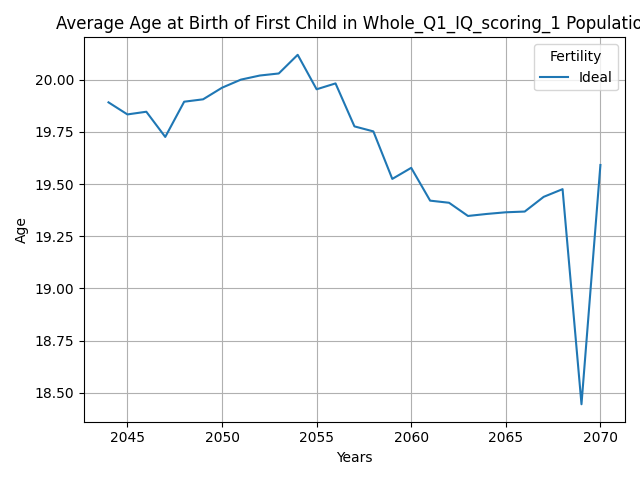 Average Age at Birth of First Child in Whole_Q1_IQ_scoring_1 Populatio
Fertility
Ideal
20.00
19.75
19.50
19.25
19.00
18.75
18.50
Age
2045 2050 2055 2060 2065 2070
Years